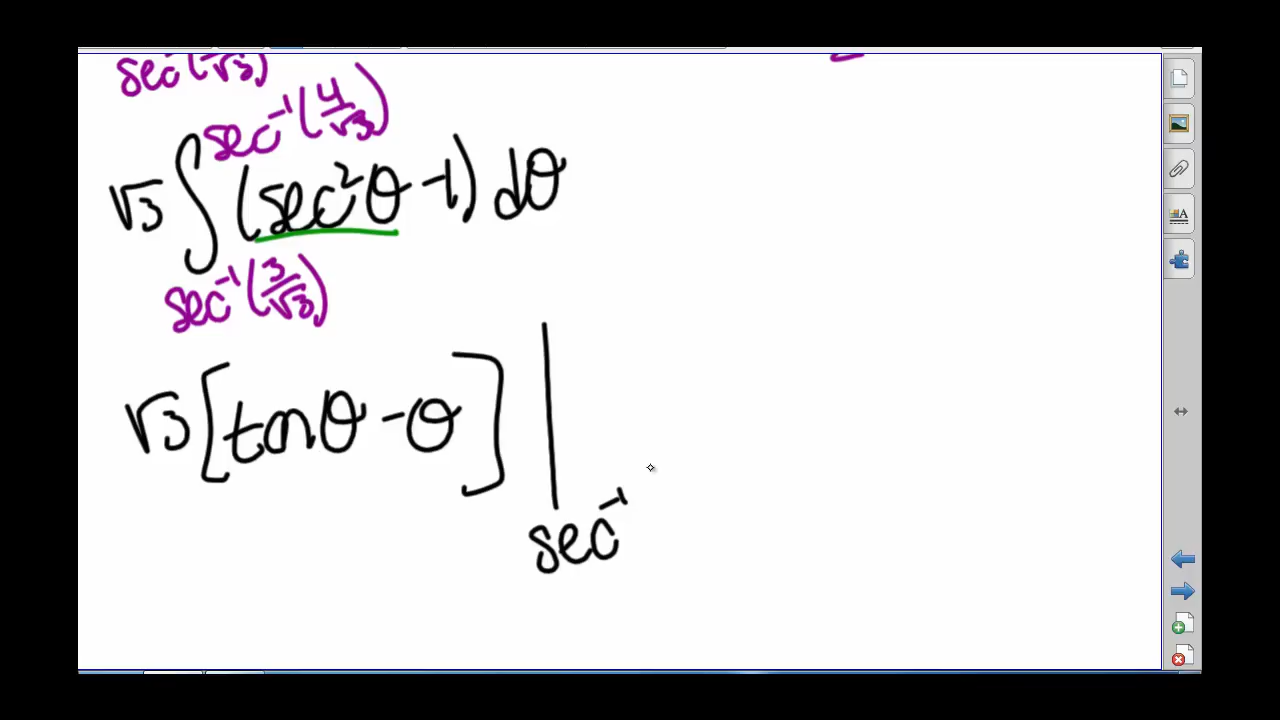 sec⁻¹(/√3)
sec⁻¹(4/√3)
√3 ∫ (sec²θ -1) dθ
sec⁻¹(3/√3)
√3 [tanθ - θ] |
sec⁻¹